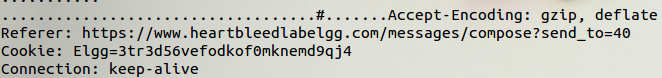 ...........
..................................#.......Accept-Encoding: gzip, deflate
Referer: https://www.heartbleedlabelgg.com/messages/compose?send_to=40
Cookie: Elgg=3tr3d56vefodkof0mknemd9qj4
Connection: keep-alive